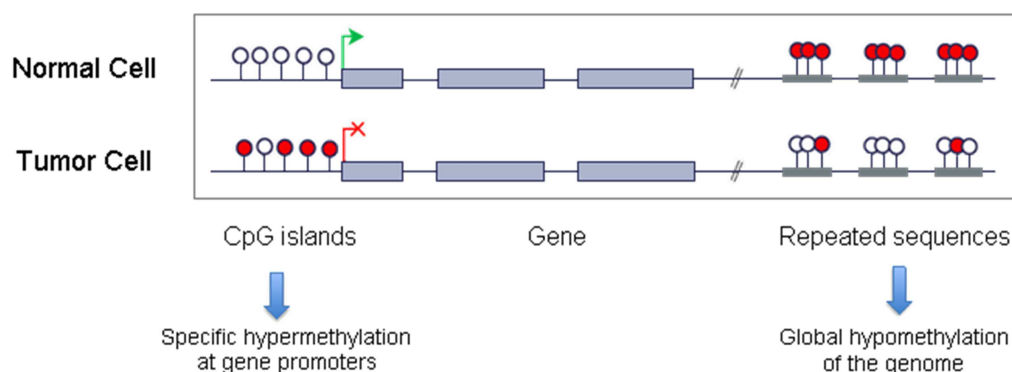 Normal Cell
Tumor Cell
CpG islands
Gene
Repeated sequences
Specific hypermethylation
at gene promoters
Global hypomethylation
of the genome